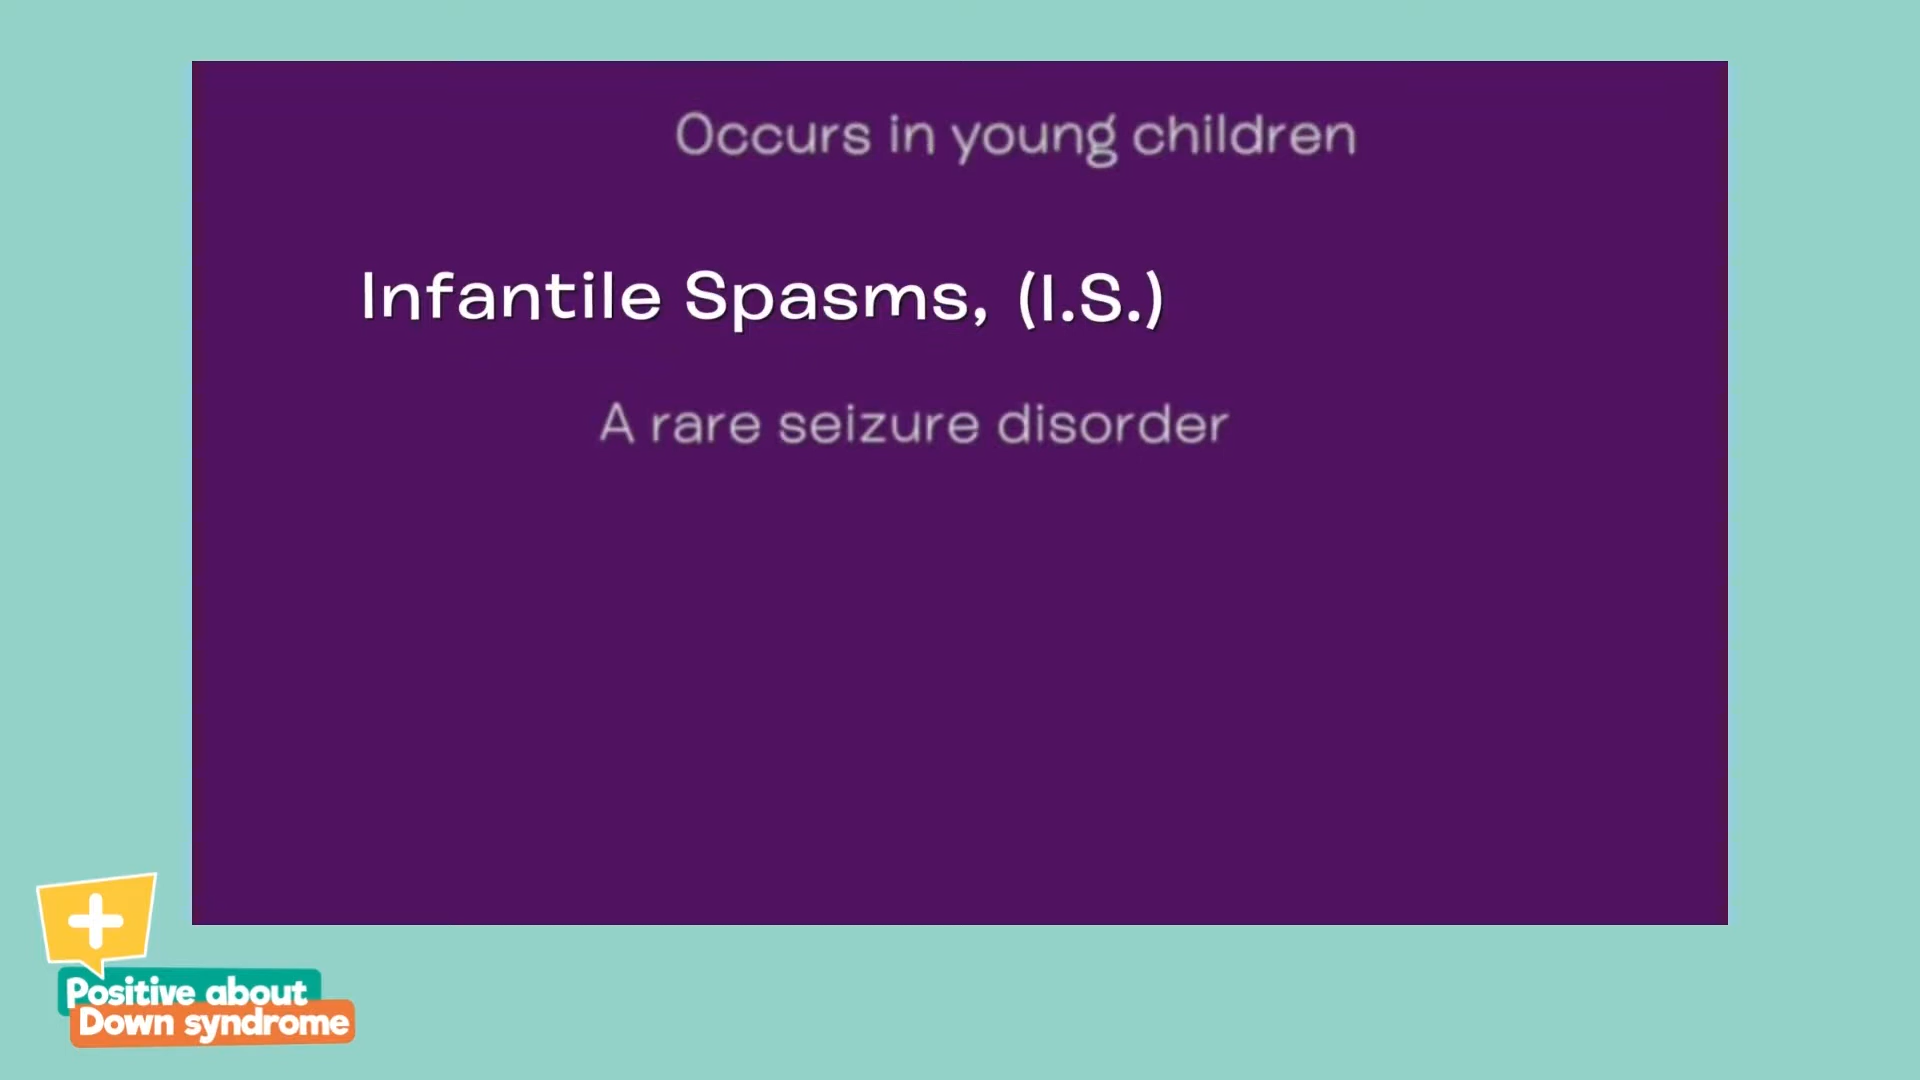 Occurs in young children
Infantile Spasms, (I.S.)
A rare seizure disorder
Positive about
Down syndrome